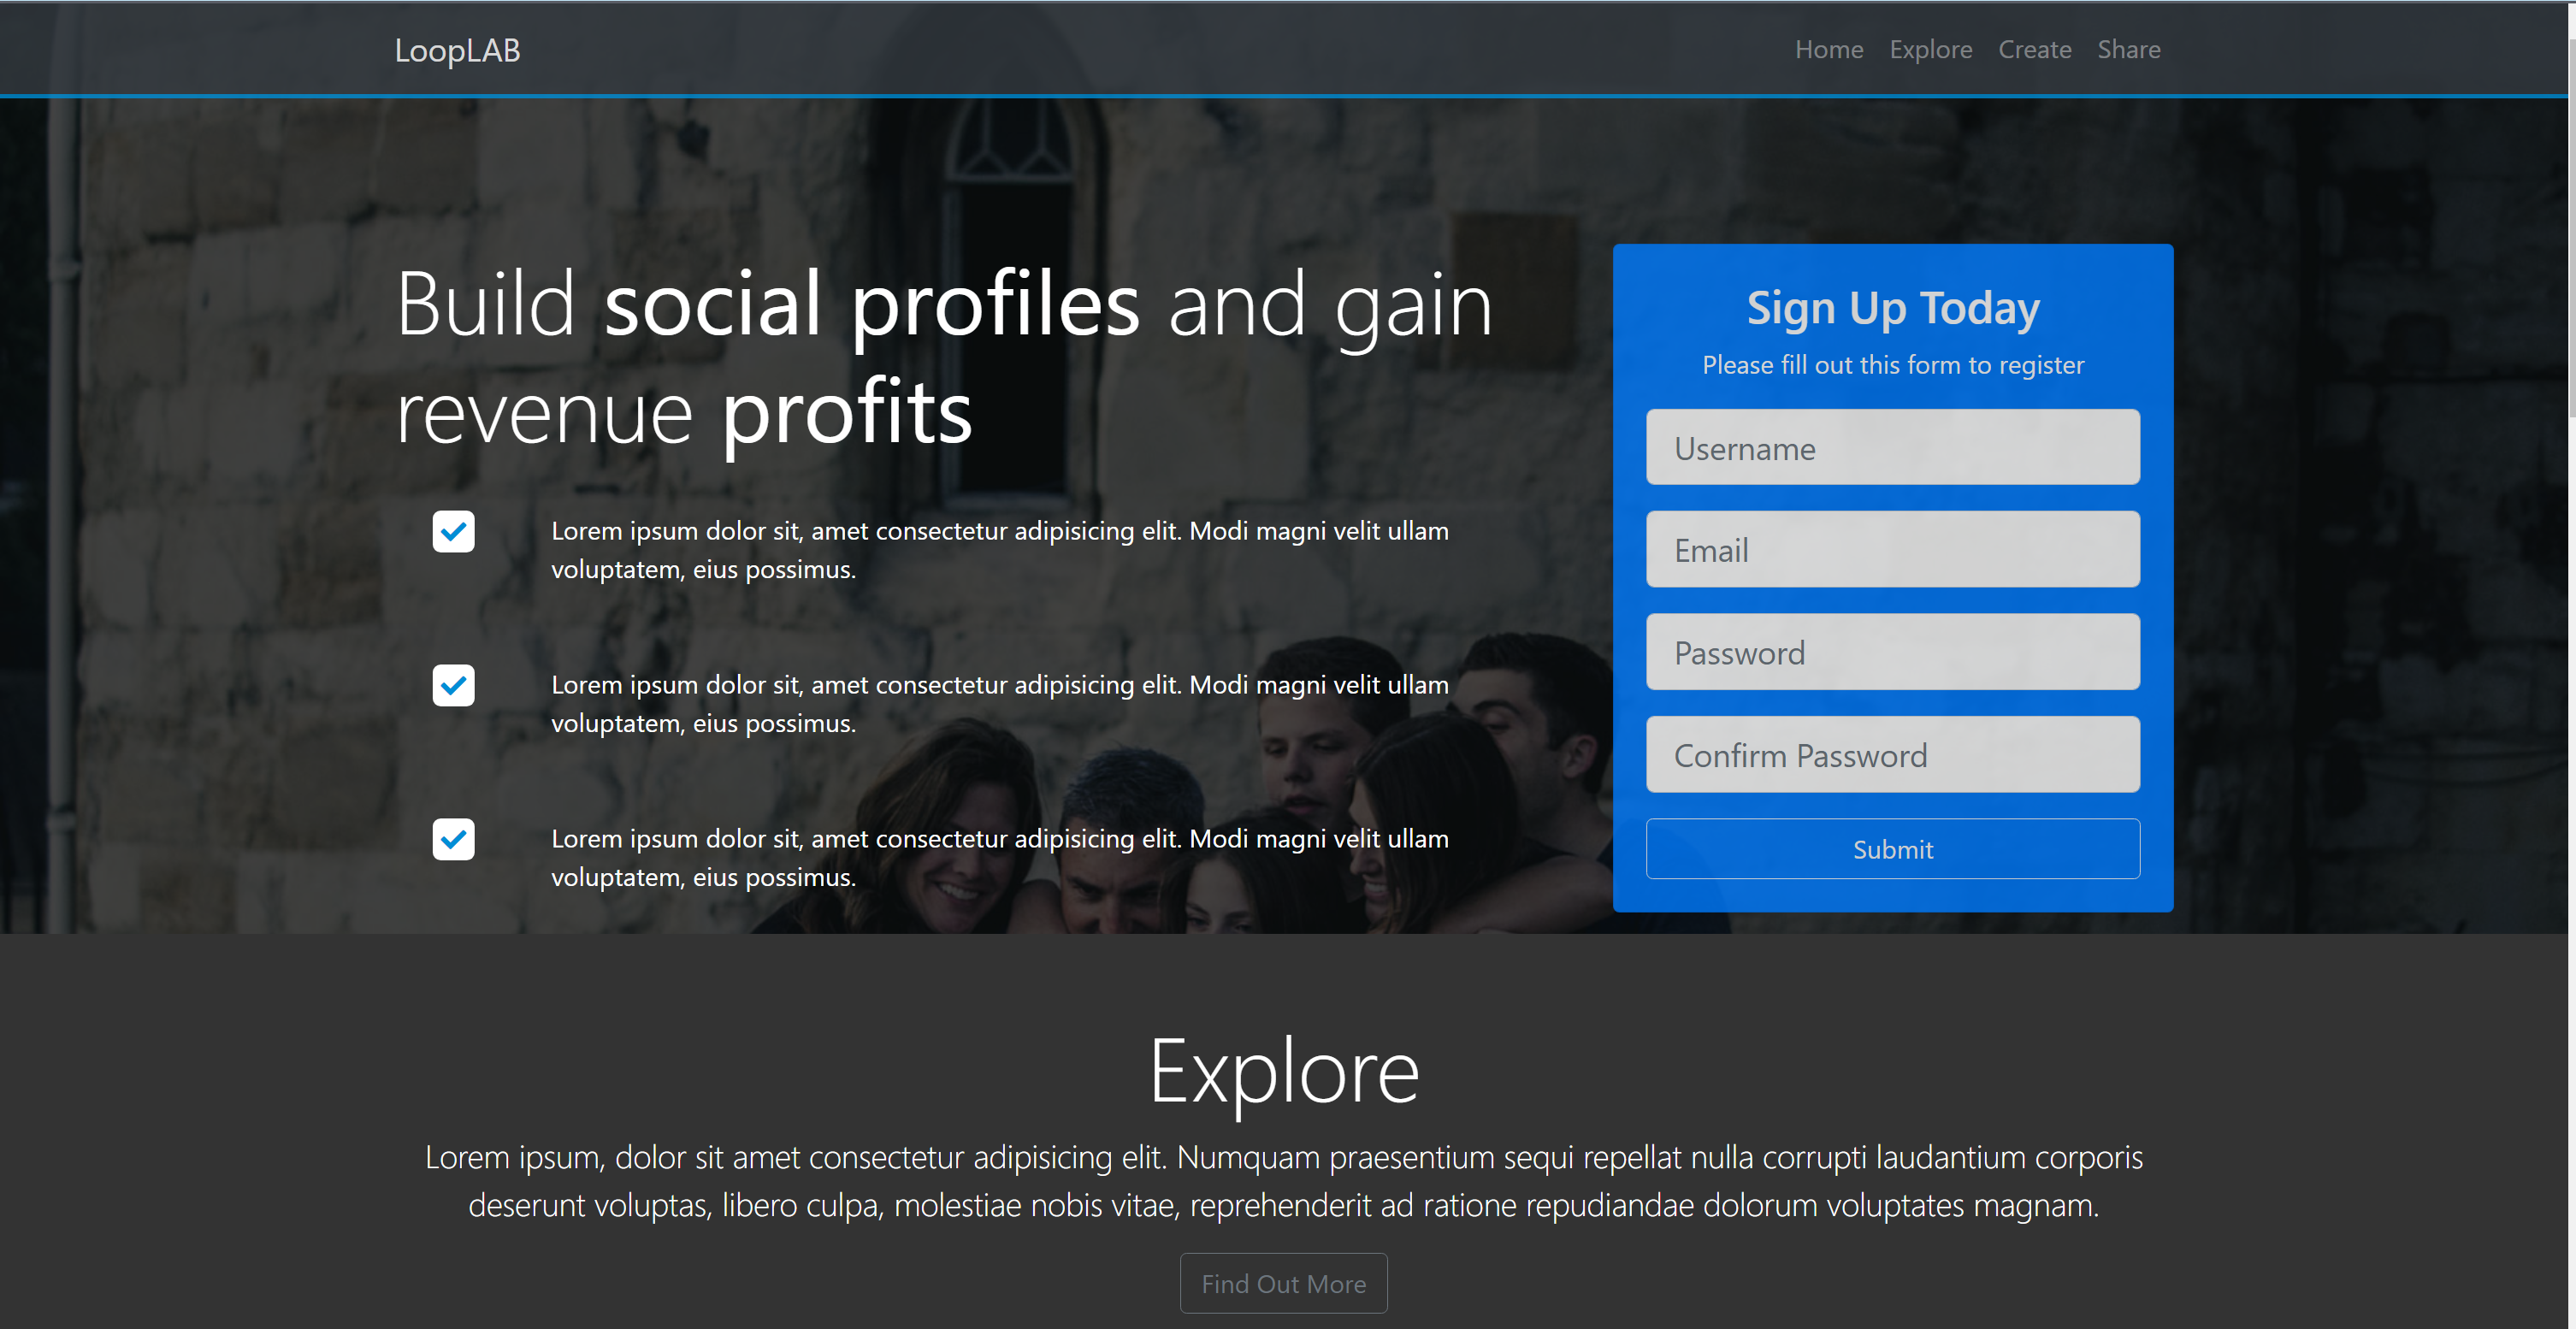 LoopLAB
Home Explore Create Share
Build social profiles and gain
revenue profits
Lorem ipsum dolor sit, amet consectetur adipisicing elit. Modi magni velit ullam
voluptatem, eius possimus.
Lorem ipsum dolor sit, amet consectetur adipisicing elit. Modi magni velit ullam
voluptatem, eius possimus.
Lorem ipsum dolor sit, amet consectetur adipisicing elit. Modi magni velit ullam
voluptatem, eius possimus.
Sign Up Today
Please fill out this form to register
Username
Email
Password
Confirm Password
Submit
Explore
Lorem ipsum, dolor sit amet consectetur adipisicing elit. Numquam praesentium sequi repellat nulla corrupti laudantium corporis
deserunt voluptas, libero culpa, molestiae nobis vitae, reprehenderit ad ratione repudiandae dolorum voluptates magnam.
Find Out More